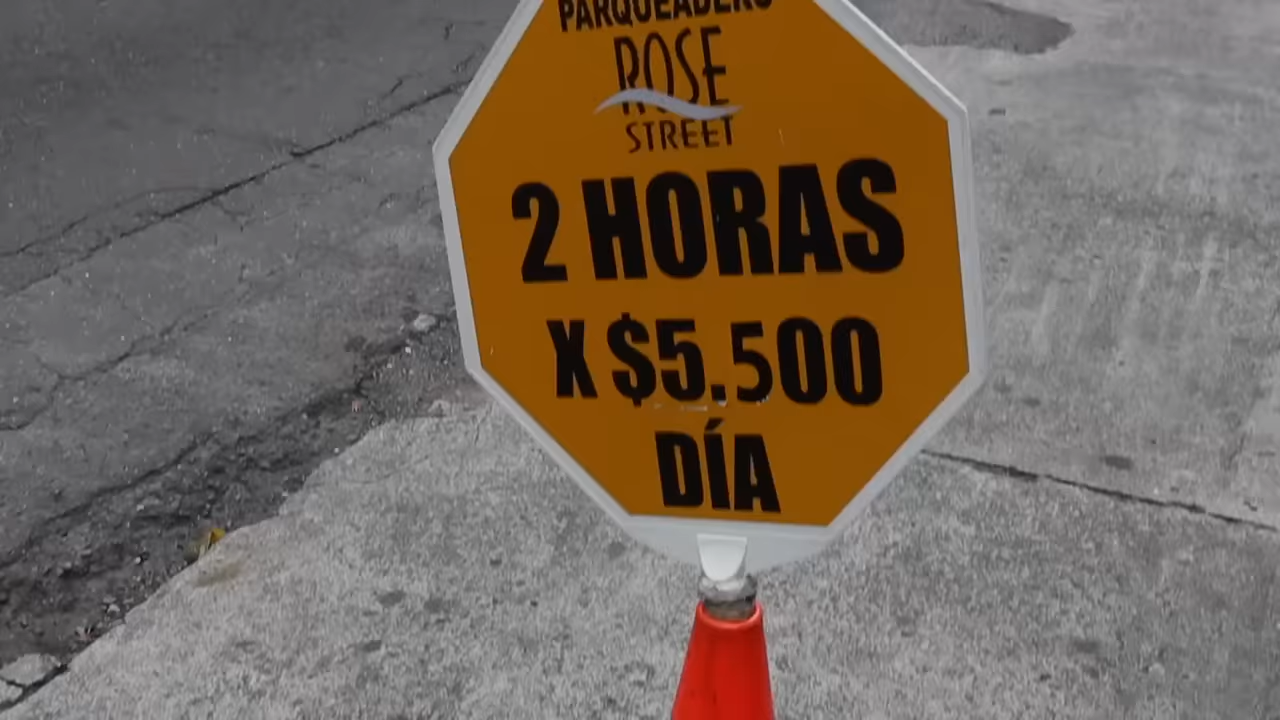 PARQUEADERO
ROSE
STREET
2 HORAS
X $5.500
DÍA